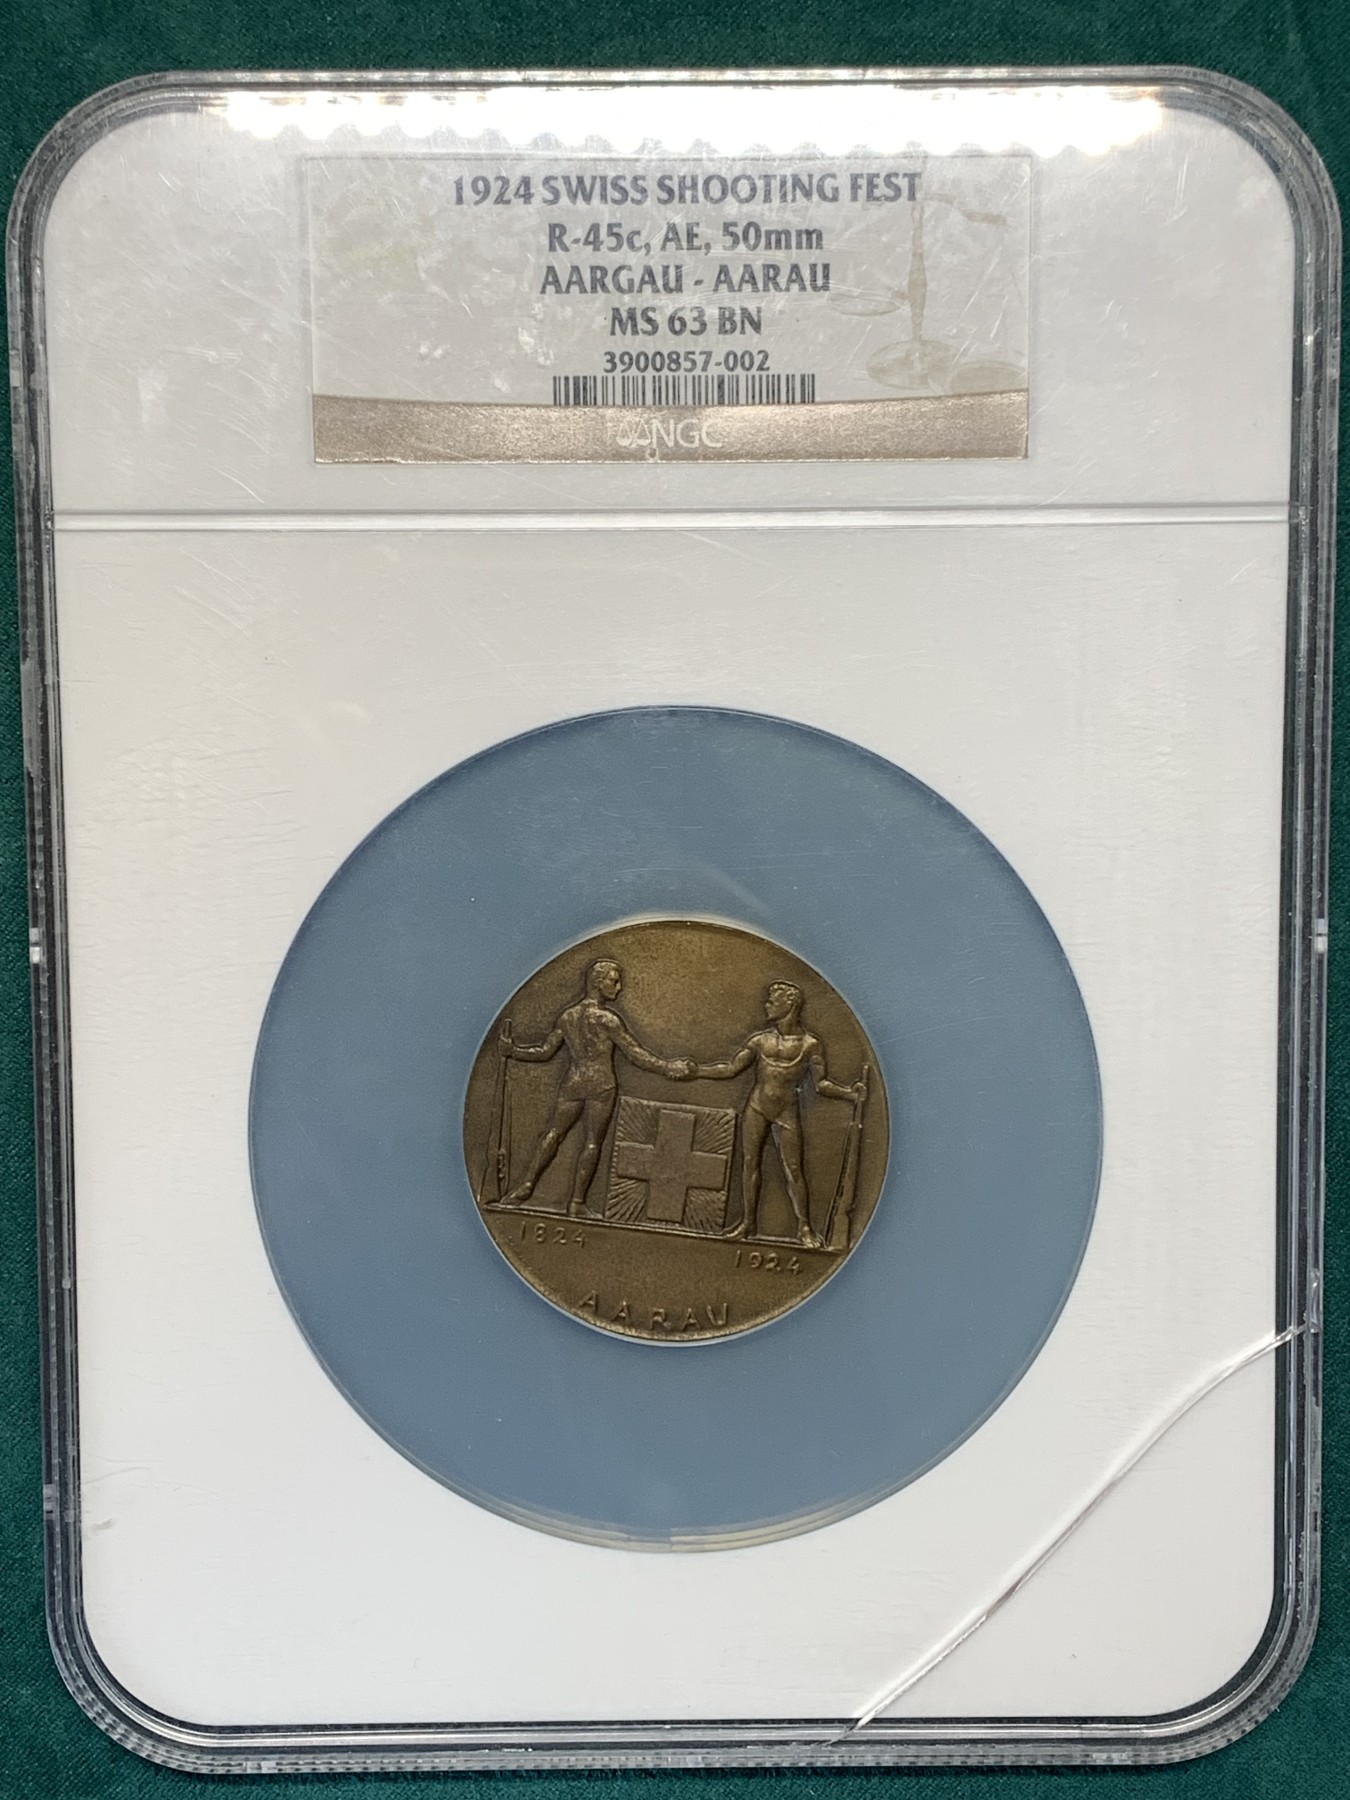 1924 SWISS SHOOTING FEST
R-45c, AE, 50mm
AARGAU - AARAU
MS 63 BN
3900857-002
NGC
1824
1924
AARAU